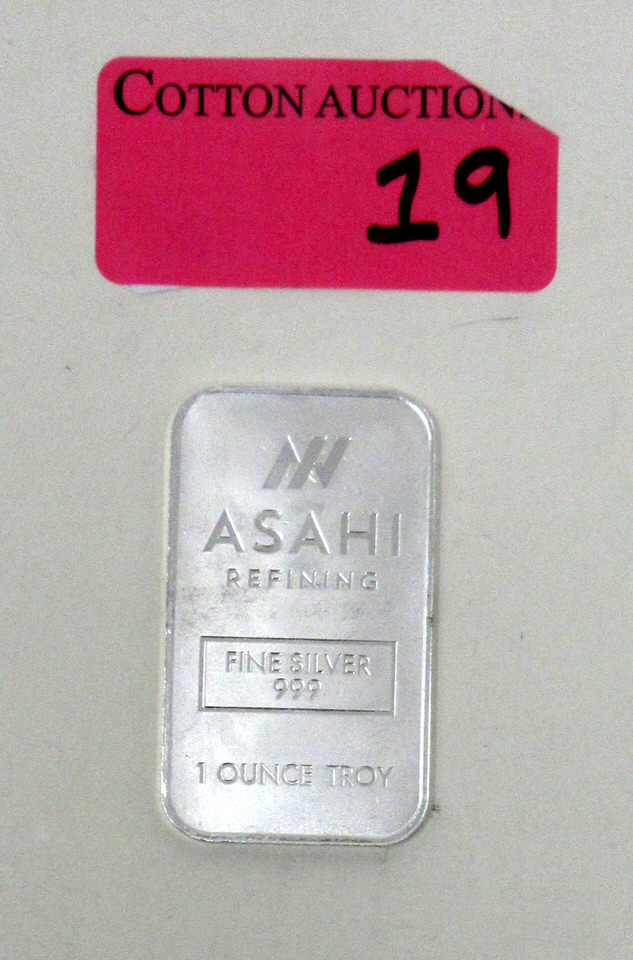 COTTON AUCTION
19
ASAHI
REFINING
FINE SILVER
999
1 OUNCE TROY